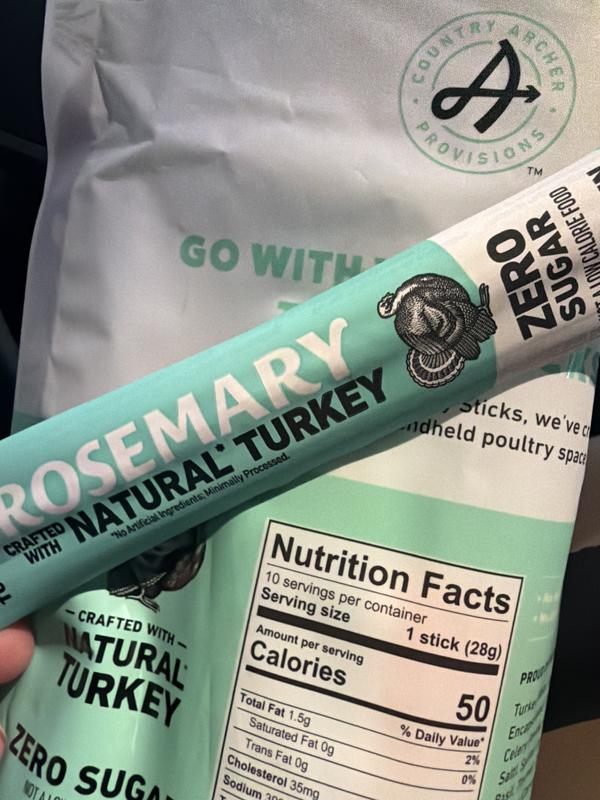 COUNTRY ARCHER
PROVISIONS
TM
GO WITH
ZERO
SUGAR
LOW CALORIE FOOD
ROSEMARY
CRAFTED
WITH
NATURAL* TURKEY
*No Artificial Ingredients; Minimally Processed.
Sticks, we've
poultry space
Nutrition Facts
10 servings per container
Serving size 1 stick (28g)
Amount per serving
Calories 50
% Daily Value*
Total Fat 1.5g 2%
Saturated Fat 0g 0%
Trans Fat 0g
Cholesterol 35mg
Sodium
— CRAFTED WITH —
NATURAL*
TURKEY
ZERO